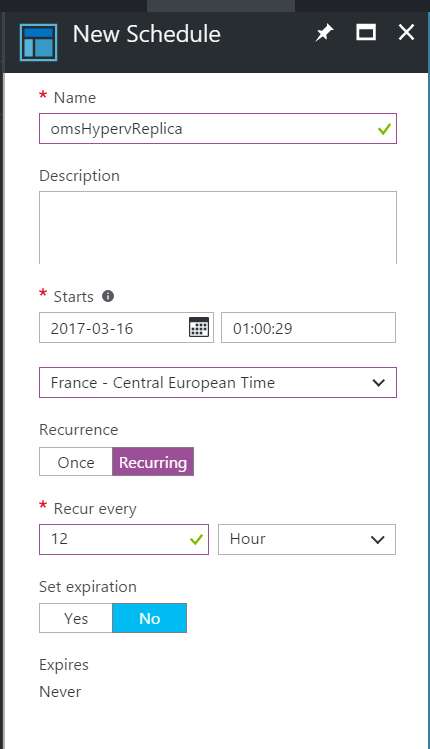 New Schedule
* Name
omsHypervReplica
Description
* Starts
2017-03-16 01:00:29
France - Central European Time
Recurrence
Once Recurring
* Recur every
12 Hour
Set expiration
Yes No
Expires
Never